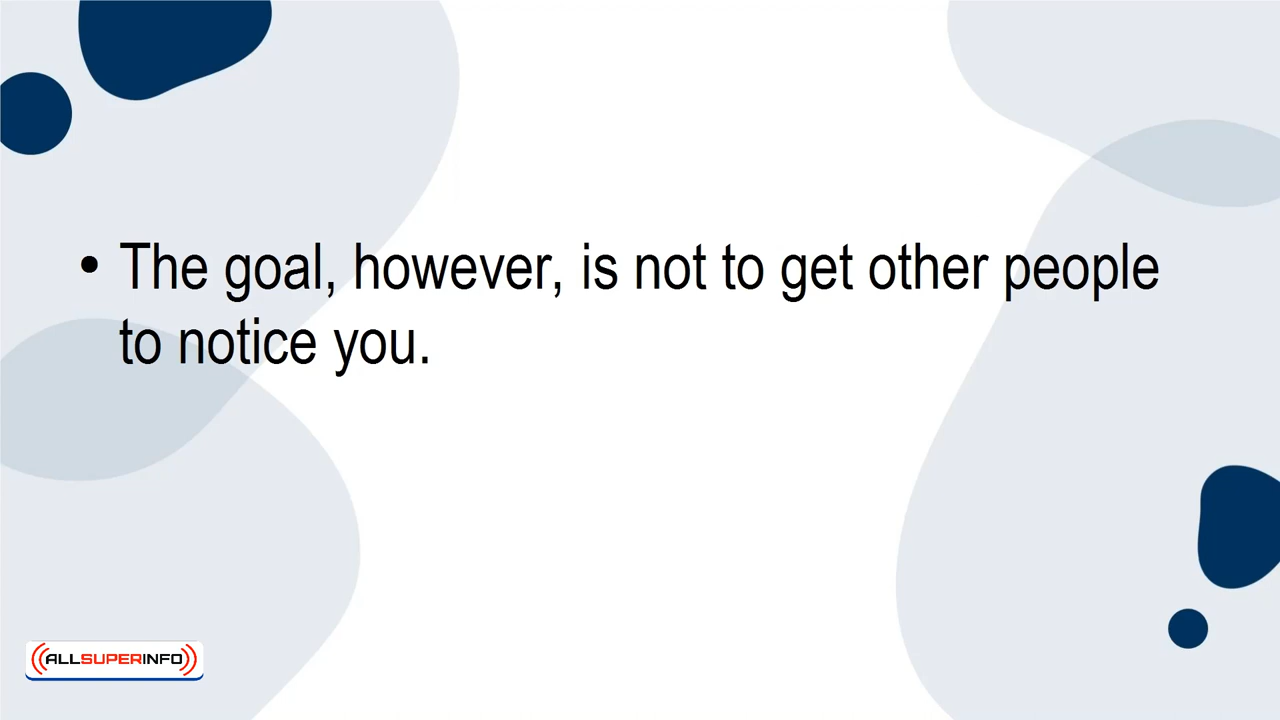 • The goal, however, is not to get other people
to notice you.
ALLSUPERINFO